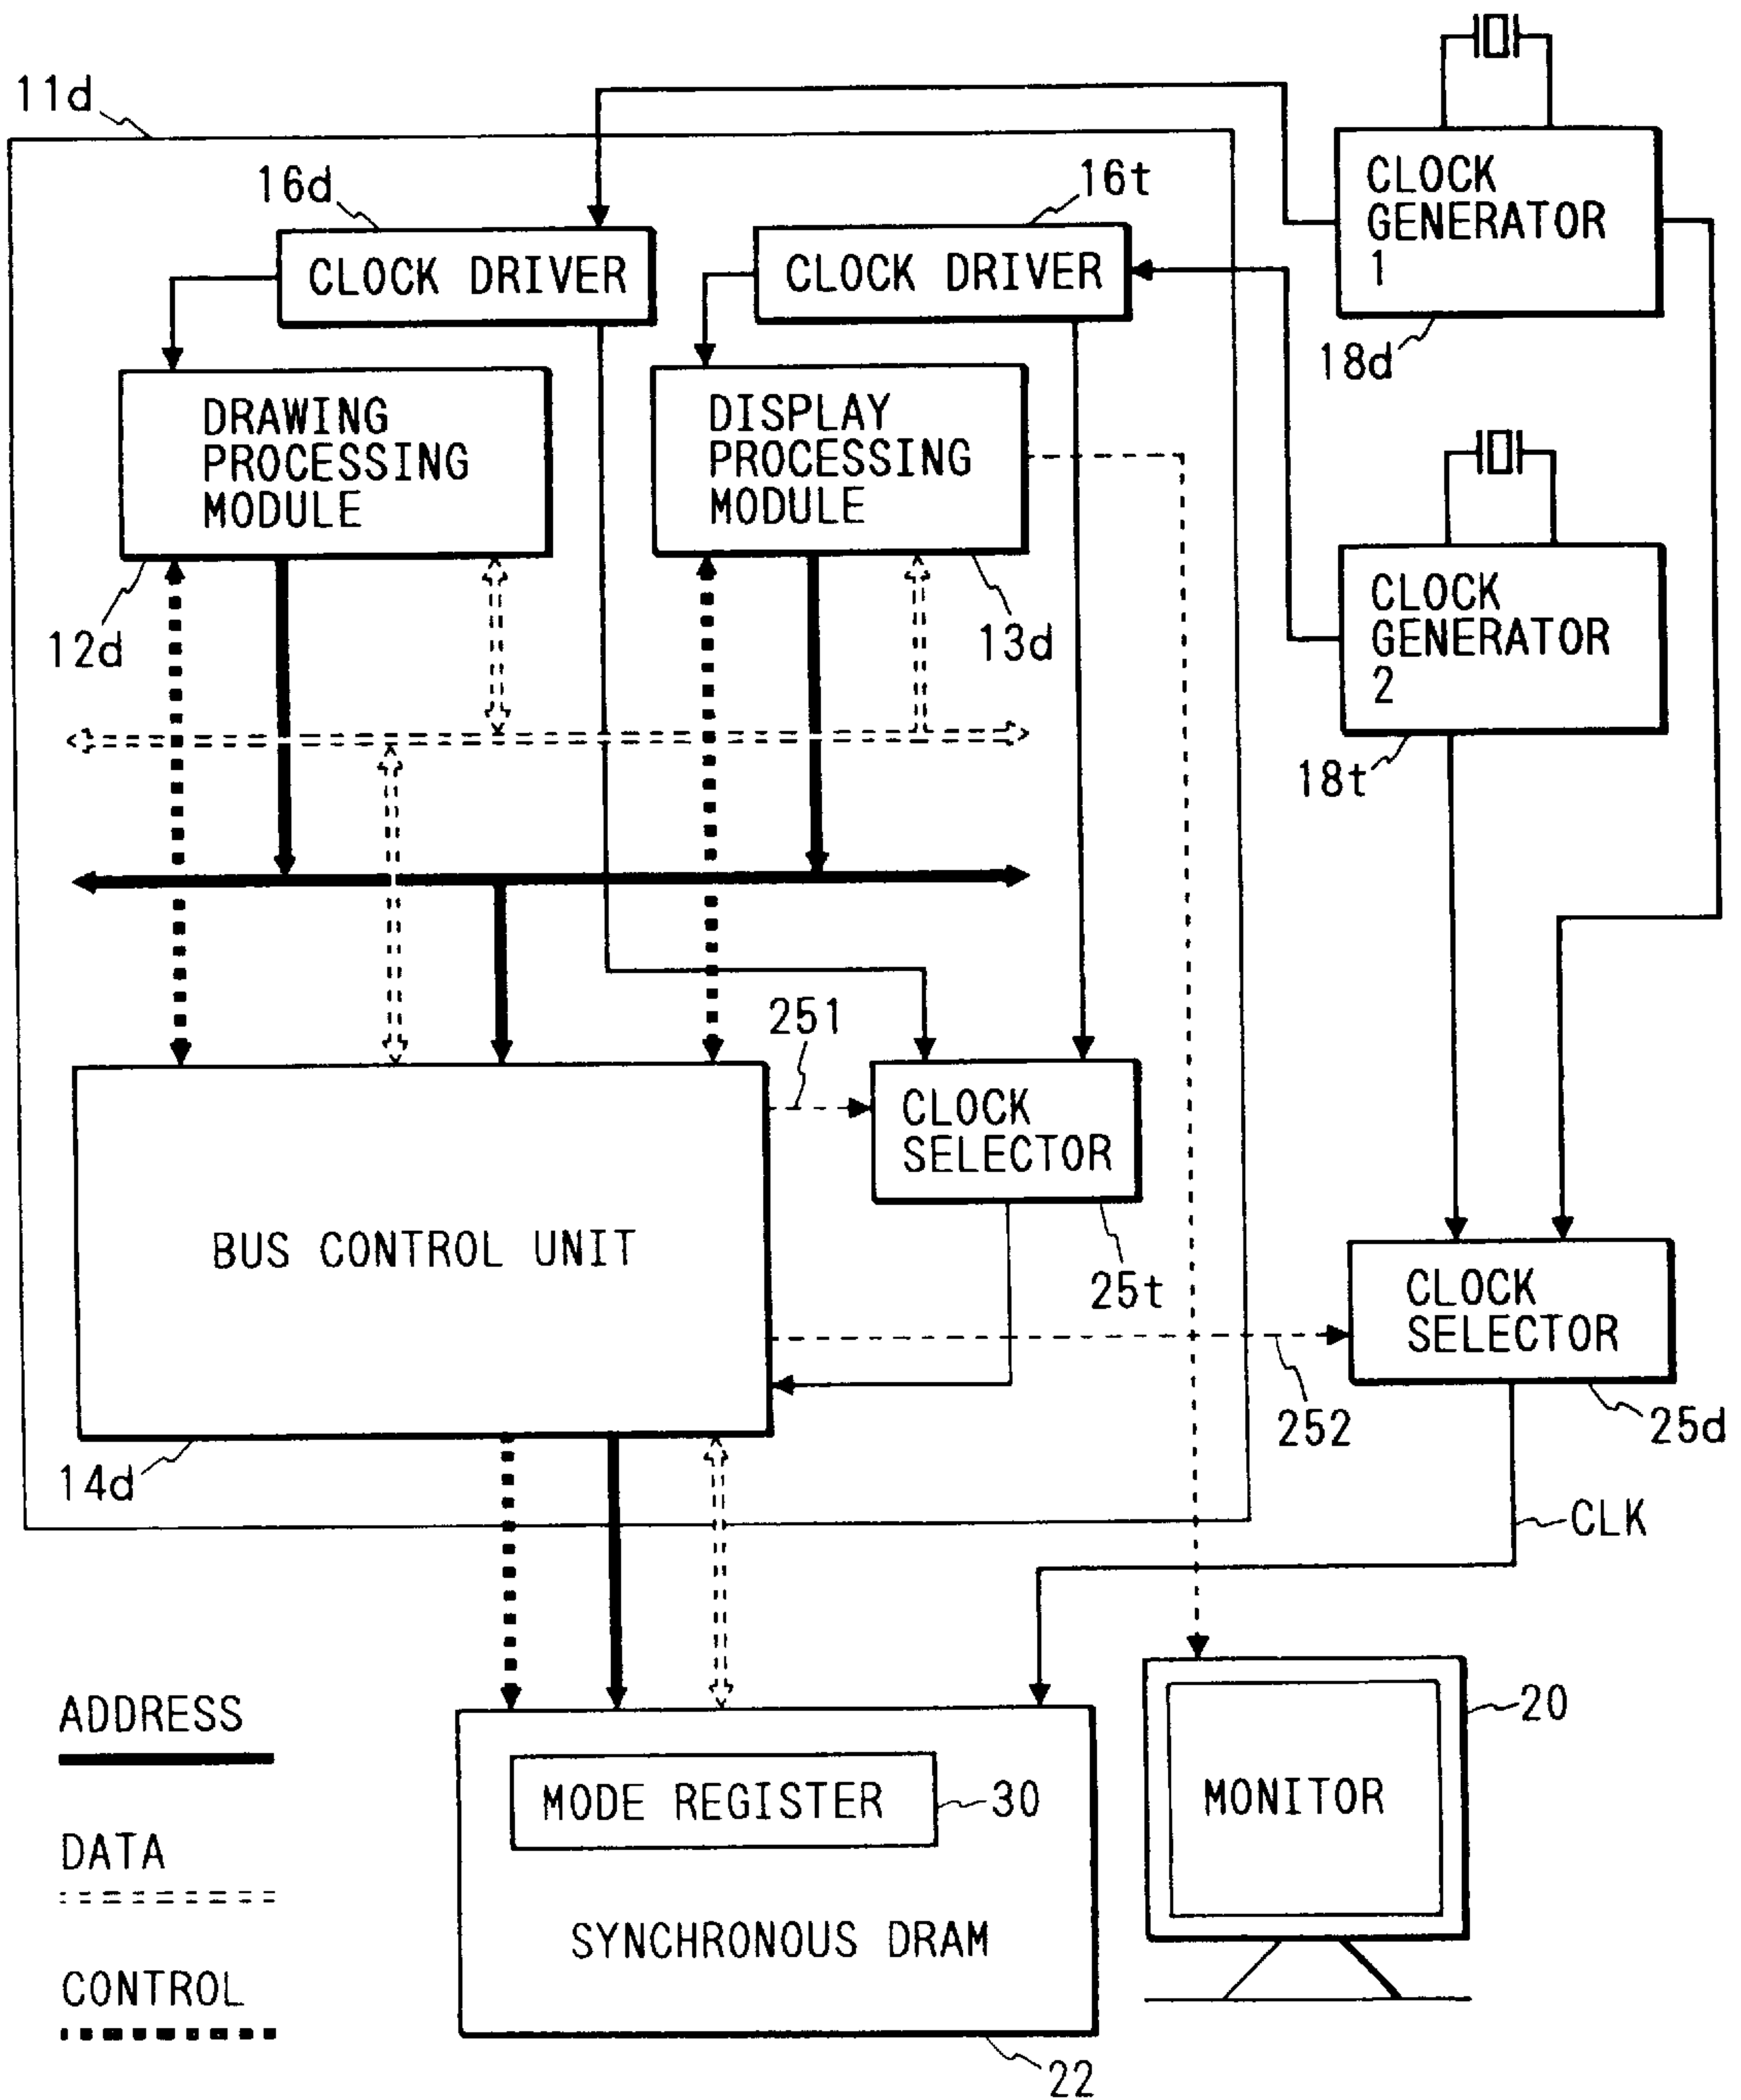 11d
16d
16t
CLOCK
GENERATOR
1
CLOCK DRIVER
CLOCK DRIVER
18d
DRAWING
PROCESSING
MODULE
DISPLAY
PROCESSING
MODULE
12d
13d
CLOCK
GENERATOR
2
18t
251
CLOCK
SELECTOR
BUS CONTROL UNIT
25t
CLOCK
SELECTOR
252
25d
14d
CLK
ADDRESS
20
MODE REGISTER
30
MONITOR
DATA
SYNCHRONOUS DRAM
CONTROL
22